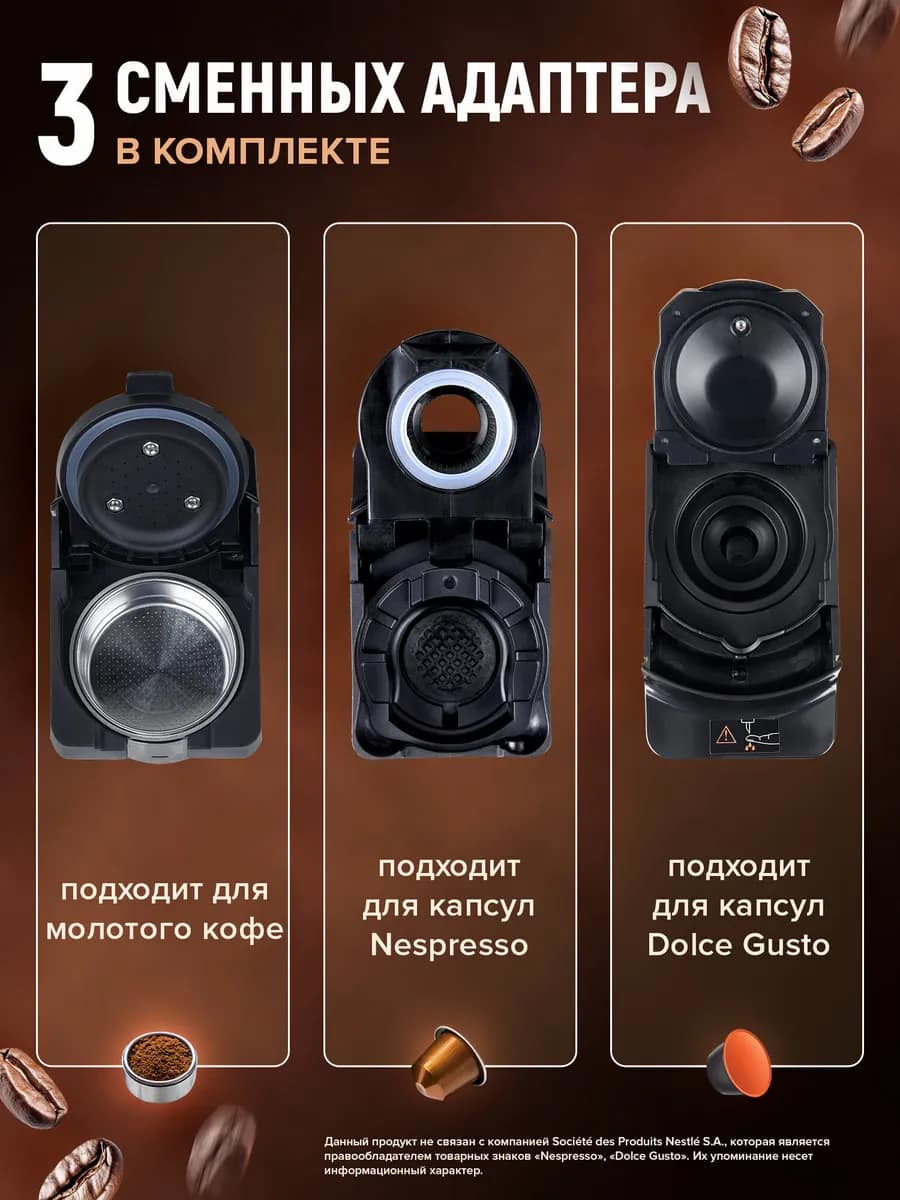 3 СМЕННЫХ АДАПТЕРА
В КОМПЛЕКТЕ
подходит для
молотого кофе
подходит
для капсул
Nespresso
подходит
для капсул
Dolce Gusto
Данный продукт не связан с компанией Société des Produits Nestlé S.A., которая является
правообладателем товарных знаков «Nespresso», «Dolce Gusto». Их упоминание несет
информационный характер.